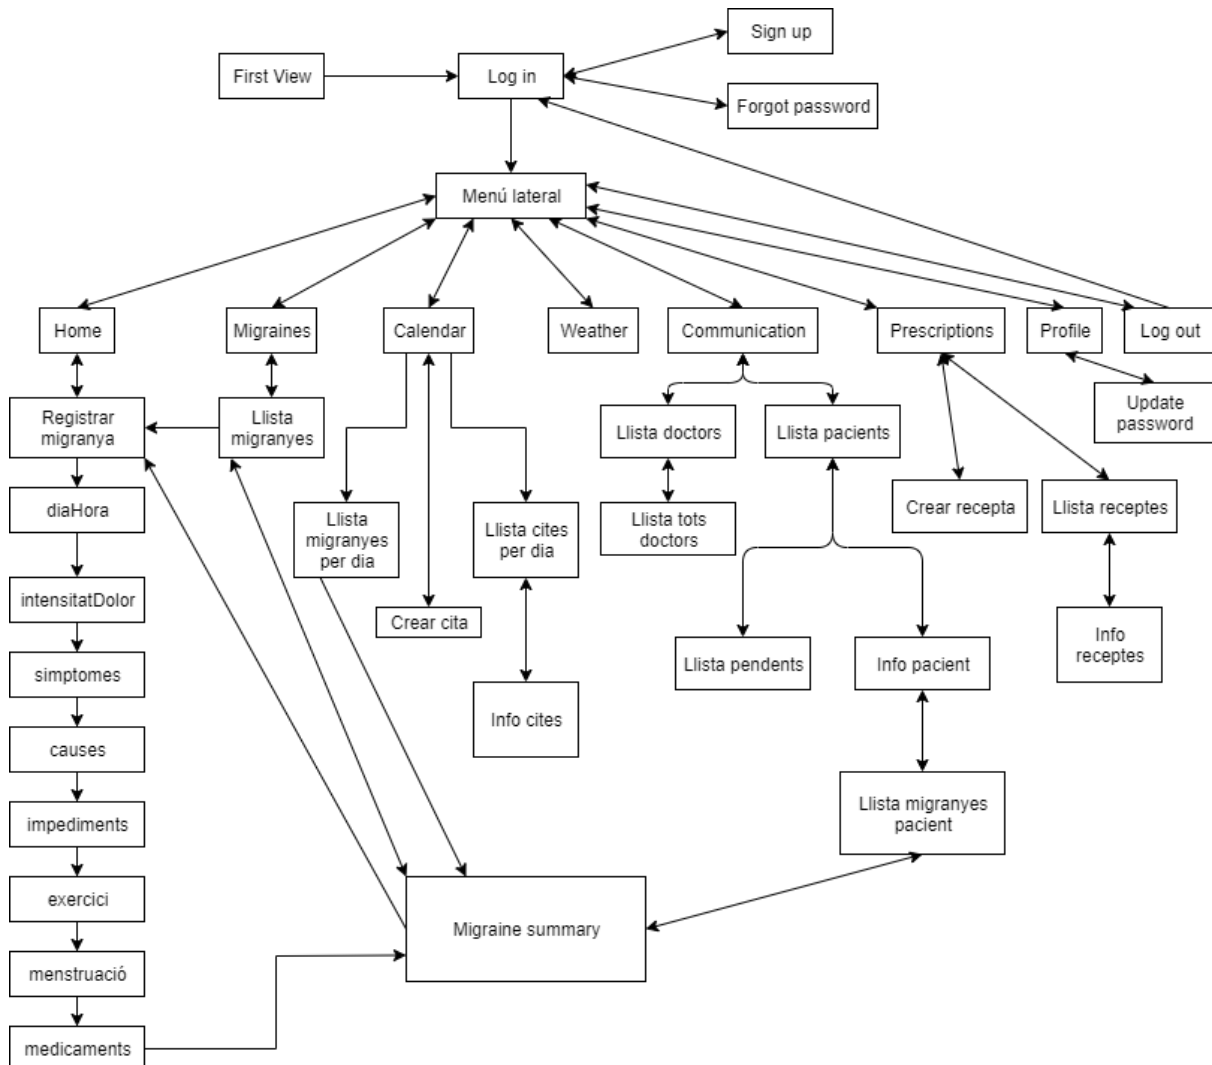 Sign up
First View
Log in
Forgot password
Menú lateral
Home
Migraines
Calendar
Weather
Communication
Prescriptions
Profile
Log out
Registrar
migranya
Llista
migranyes
Llista doctors
Llista pacients
Update
password
diaHora
Llista
migranyes
per dia
Llista cites
per dia
Llista tots
doctors
Crear recepta
Llista receptes
intensitatDolor
Crear cita
simptomes
Llista pendents
Info pacient
Info
receptes
Info cites
causes
impediments
Llista migranyes
pacient
exercici
Migraine summary
menstruació
medicaments